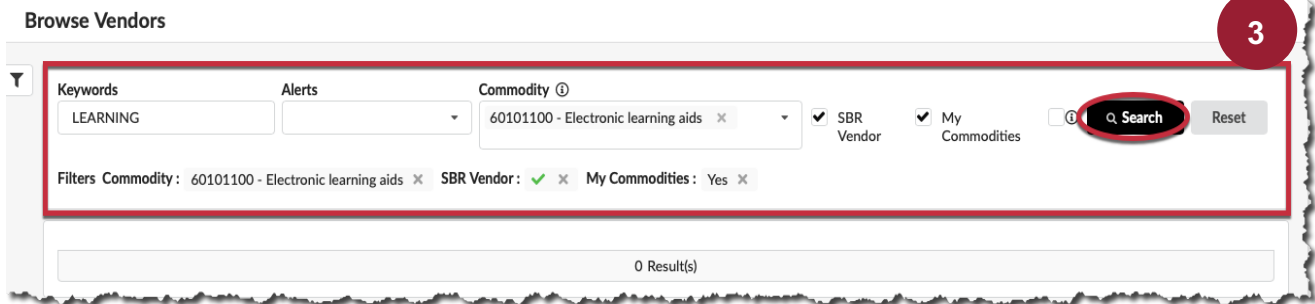 Browse Vendors
3
Keywords Alerts Commodity
LEARNING 60101100 - Electronic learning aids × SBR Vendor My Commodities Search Reset
Filters Commodity : 60101100 - Electronic learning aids × SBR Vendor : ✓ × My Commodities : Yes ×
0 Result(s)